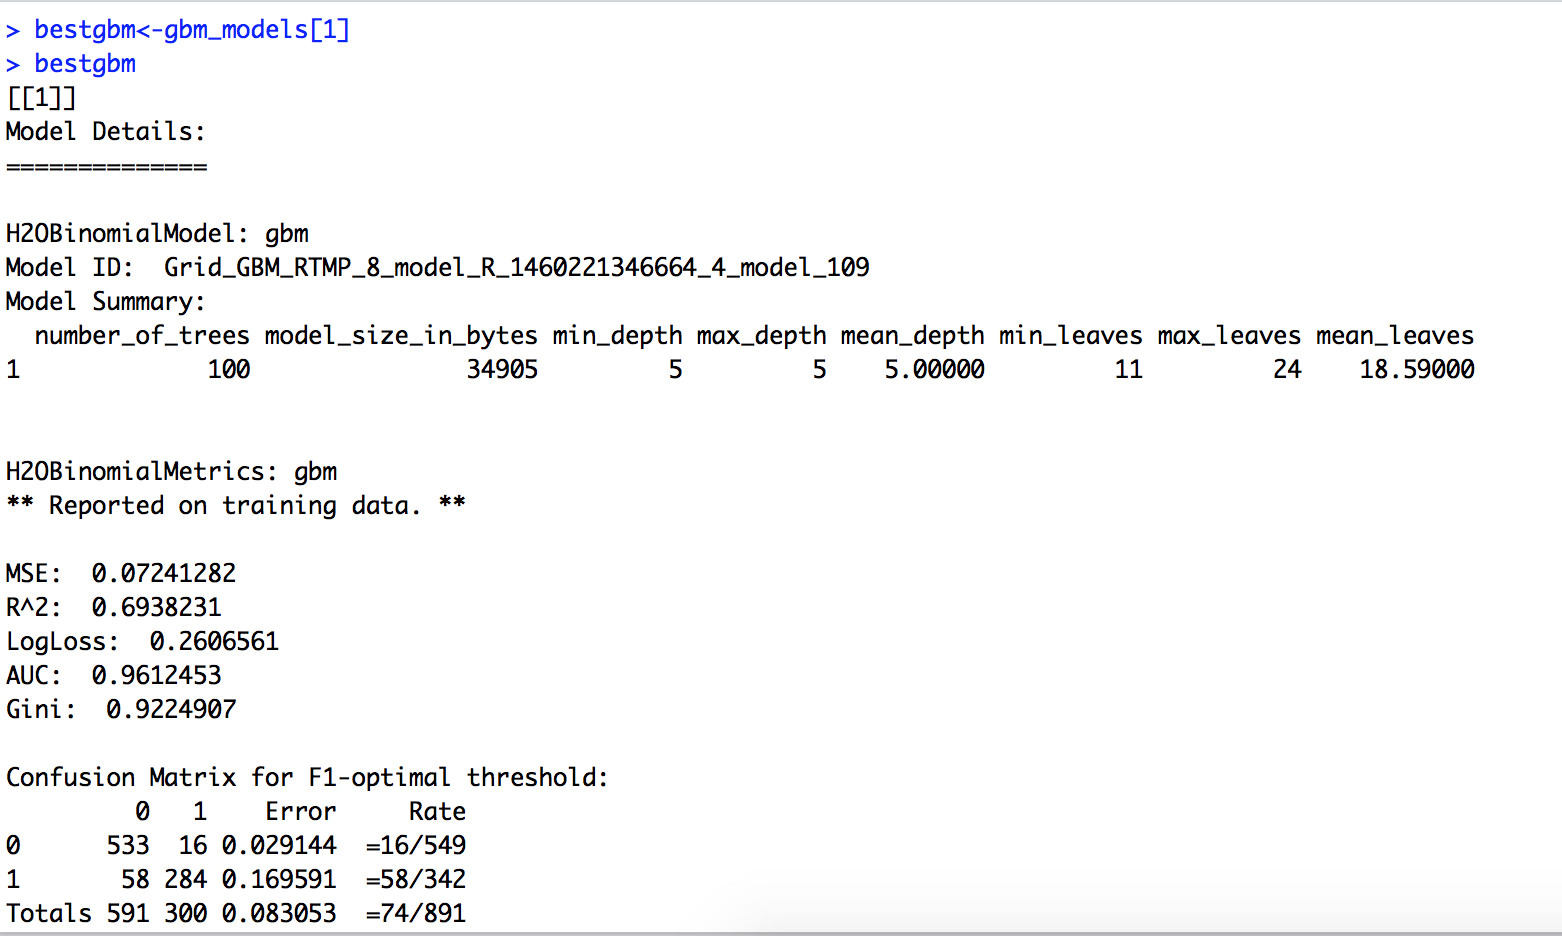 > bestgbm<-gbm_models[1]
> bestgbm
[[1]]
Model Details:
==============
H2OBinomialModel: gbm
Model ID:  Grid_GBM_RTMP_8_model_R_1460221346664_4_model_109
Model Summary:
  number_of_trees model_size_in_bytes min_depth max_depth mean_depth min_leaves max_leaves mean_leaves
1             100               34905         5         5    5.00000         11         24    18.59000
H2OBinomialMetrics: gbm
** Reported on training data. **
MSE:  0.07241282
R^2:  0.6938231
LogLoss:  0.2606561
AUC:  0.9612453
Gini:  0.9224907
Confusion Matrix for F1-optimal threshold:
         0   1    Error     Rate
0      533  16 0.029144  =16/549
1       58 284 0.169591  =58/342
Totals 591 300 0.083053  =74/891